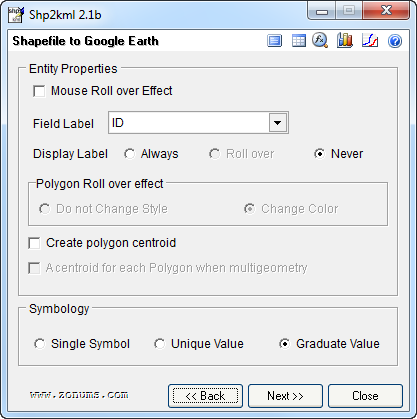 Shp2kml 2.1b
Shapefile to Google Earth
Entity Properties
Mouse Roll over Effect
Field Label ID
Display Label Always Roll over Never
Polygon Roll over effect
Do not Change Style Change Color
Create polygon centroid
A centroid for each Polygon when multigeometry
Symbology
Single Symbol Unique Value Graduate Value
www.zonums.com << Back Next >> Close